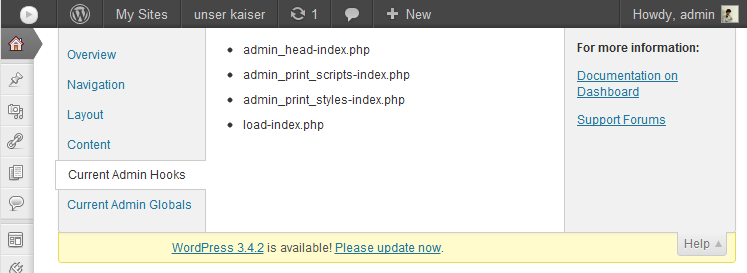 My Sites unser kaiser 1 + New Howdy, admin
Overview
Navigation
Layout
Content
Current Admin Hooks
Current Admin Globals
admin_head-index.php
admin_print_scripts-index.php
admin_print_styles-index.php
load-index.php
For more information:
Documentation on
Dashboard
Support Forums
WordPress 3.4.2 is available! Please update now.
Help